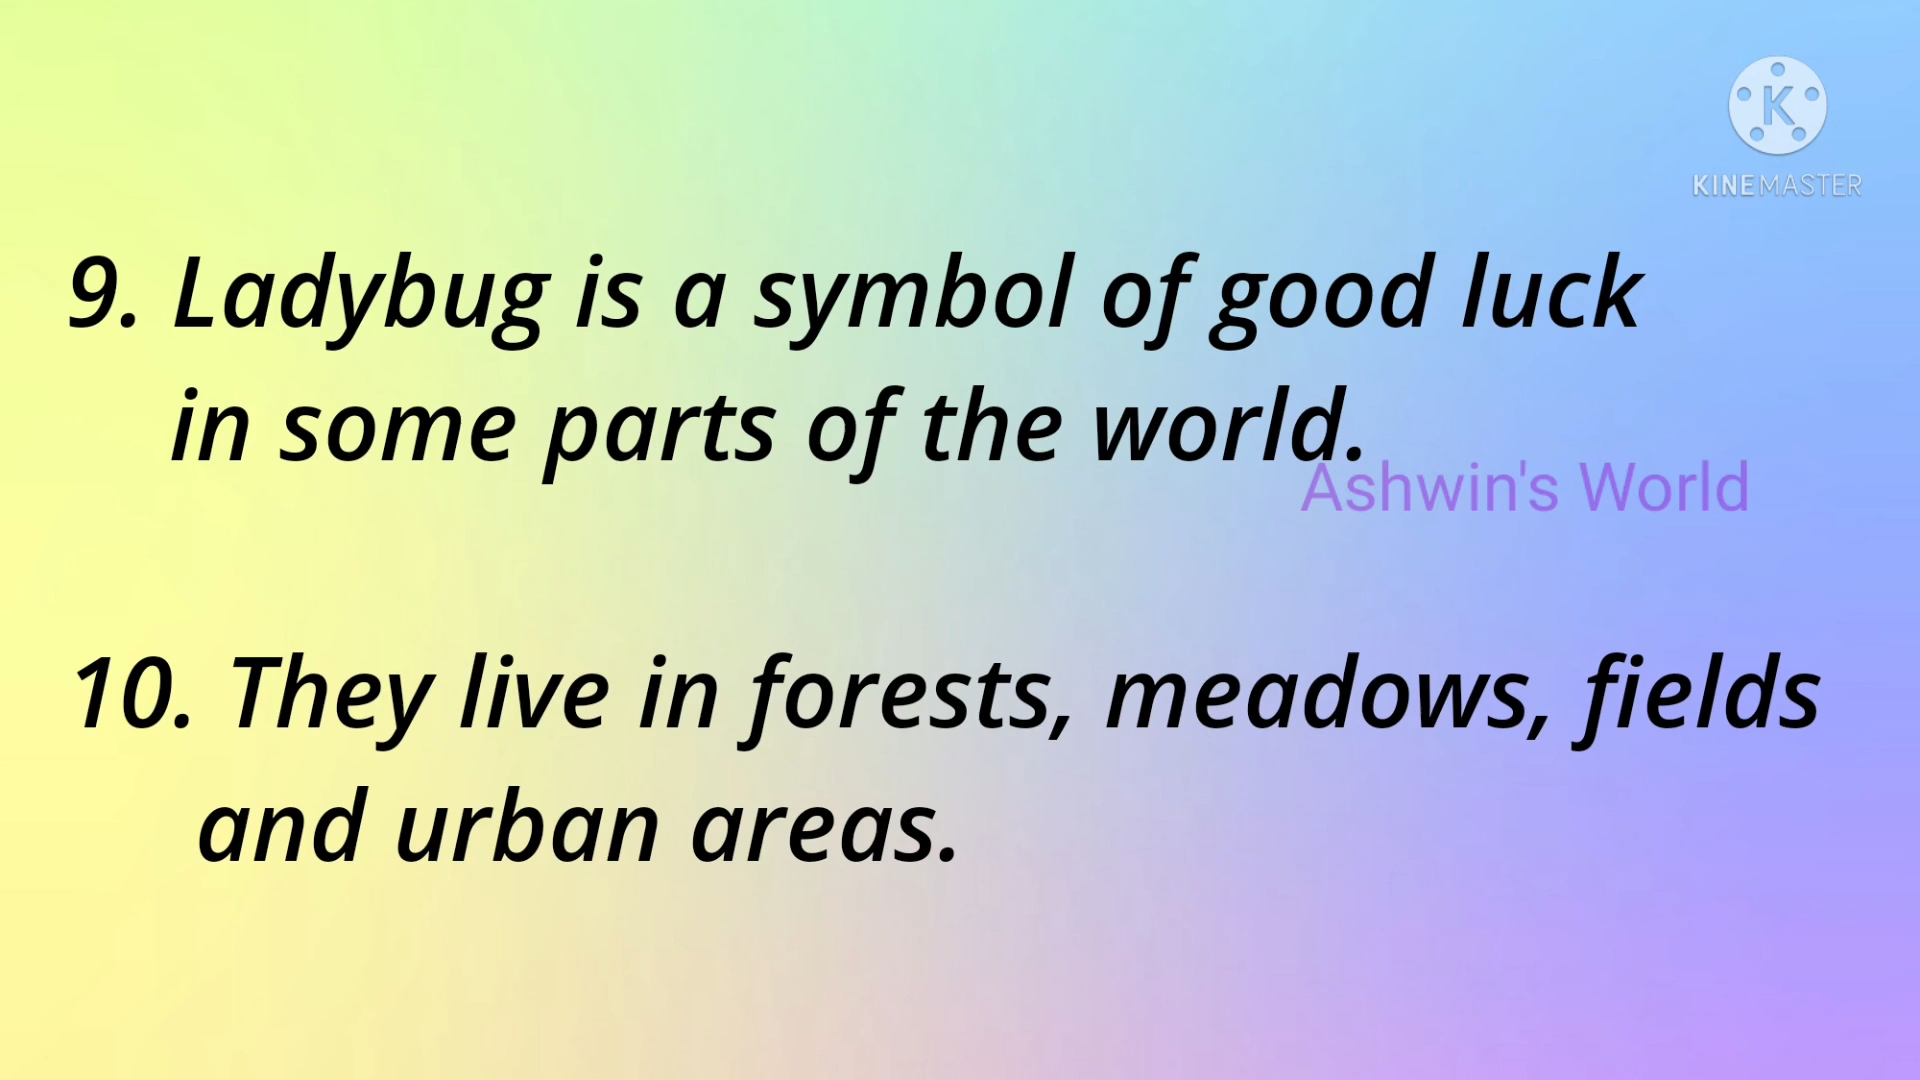 K
KINEMASTER
9. Ladybug is a symbol of good luck
in some parts of the world.
Ashwin's World
10. They live in forests, meadows, fields
and urban areas.